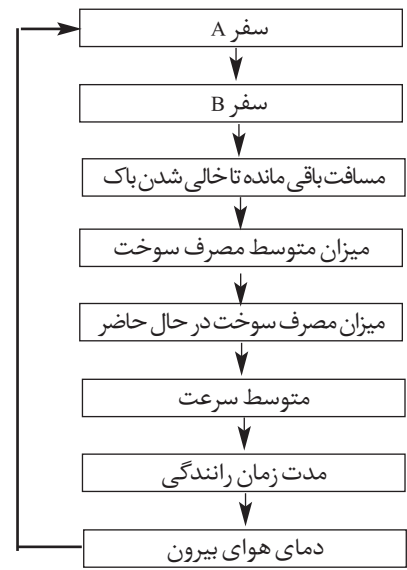 سفر A
سفر B
مسافت باقی مانده تا خالی شدن باک
میزان متوسط مصرف سوخت
میزان مصرف سوخت در حال حاضر
متوسط سرعت
مدت زمان رانندگی
دمای هوای بیرون